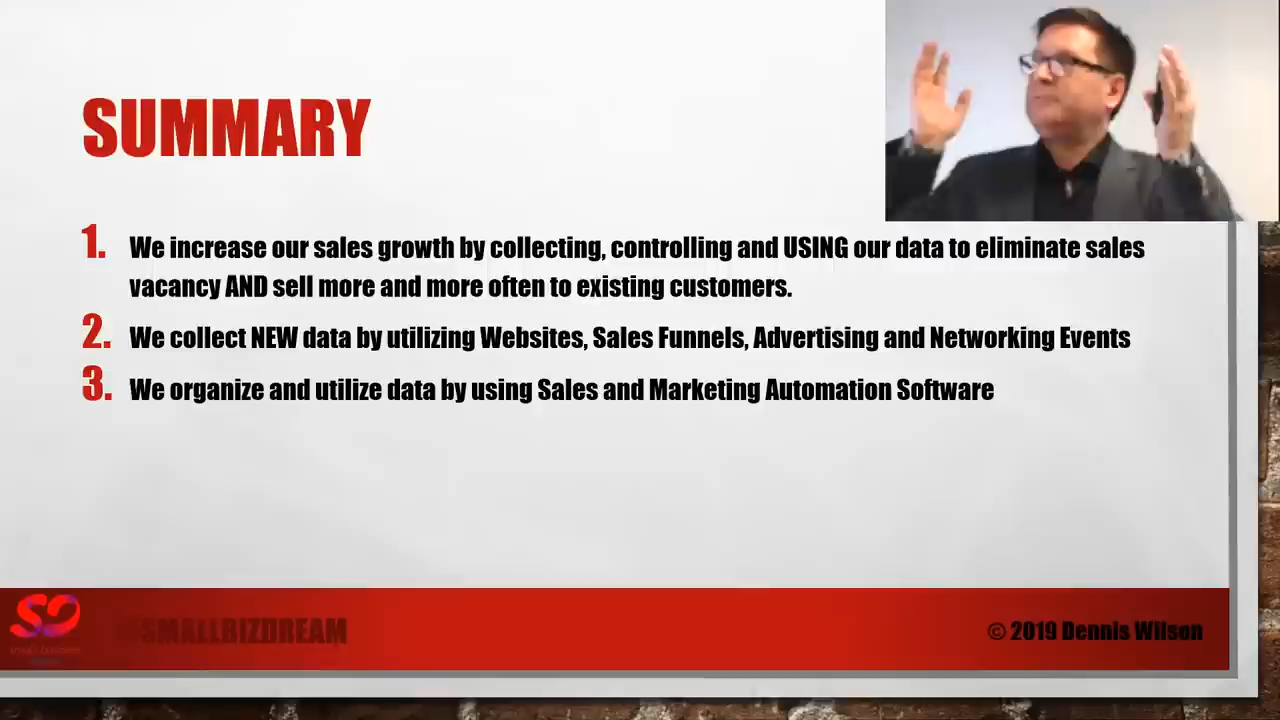 SUMMARY
1. We increase our sales growth by collecting, controlling and USING our data to eliminate sales
vacancy AND sell more and more often to existing customers.
2. We collect NEW data by utilizing Websites, Sales Funnels, Advertising and Networking Events
3. We organize and utilize data by using Sales and Marketing Automation Software
@SMALLBIZDREAM
© 2019 Dennis Wilson